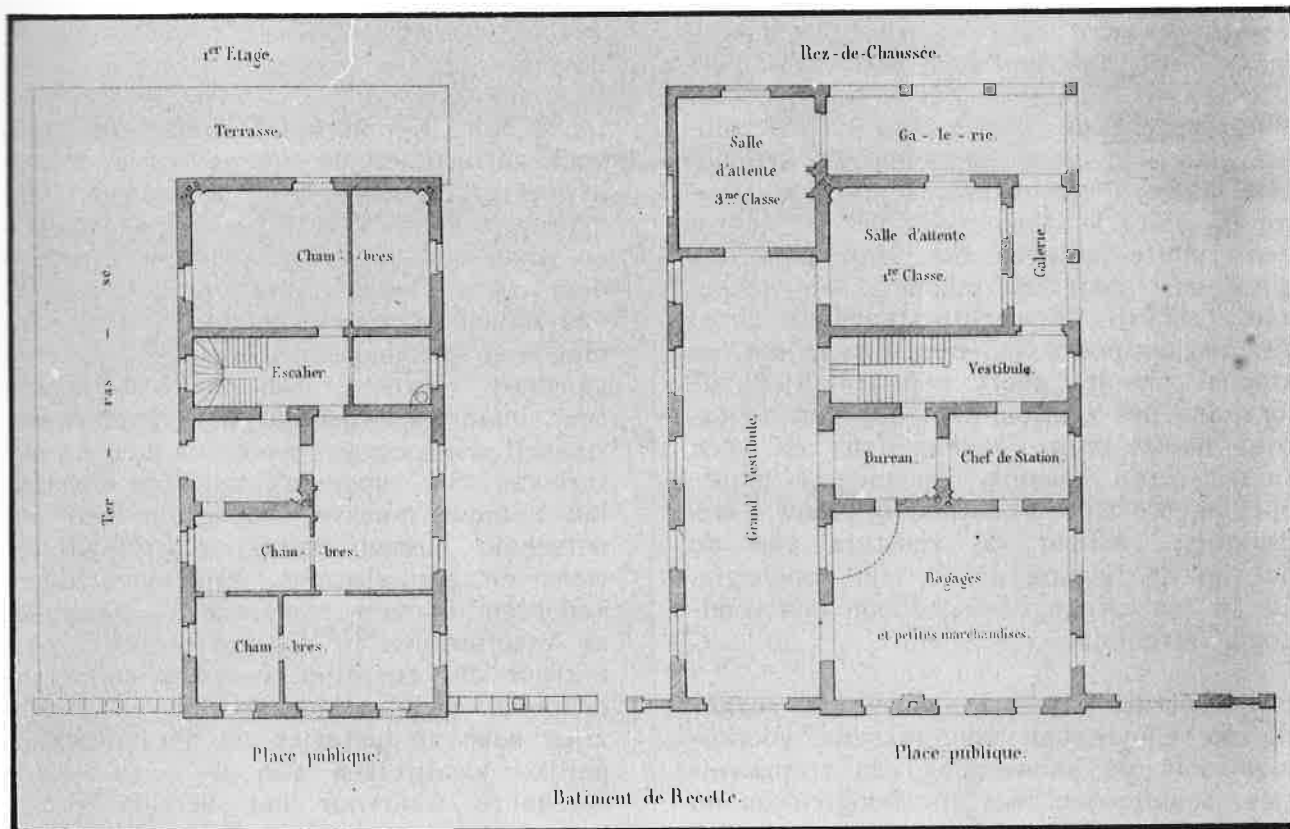 1er Etage.
Terrasse.
Cham - bres
Escalier
Ter - ras - se
Cham - bres
Cham - bres.
Place publique.
Rez-de-Chaussée.
Salle
d'attente
3me Classe
Ga - le - rie.
Salle d'attente
1re Classe.
Galerie.
Vestibule
Grand Vestibule
Bureau.
Chef de Station.
Bagages
et petites marchandises.
Place publique.
Batiment de Recette.